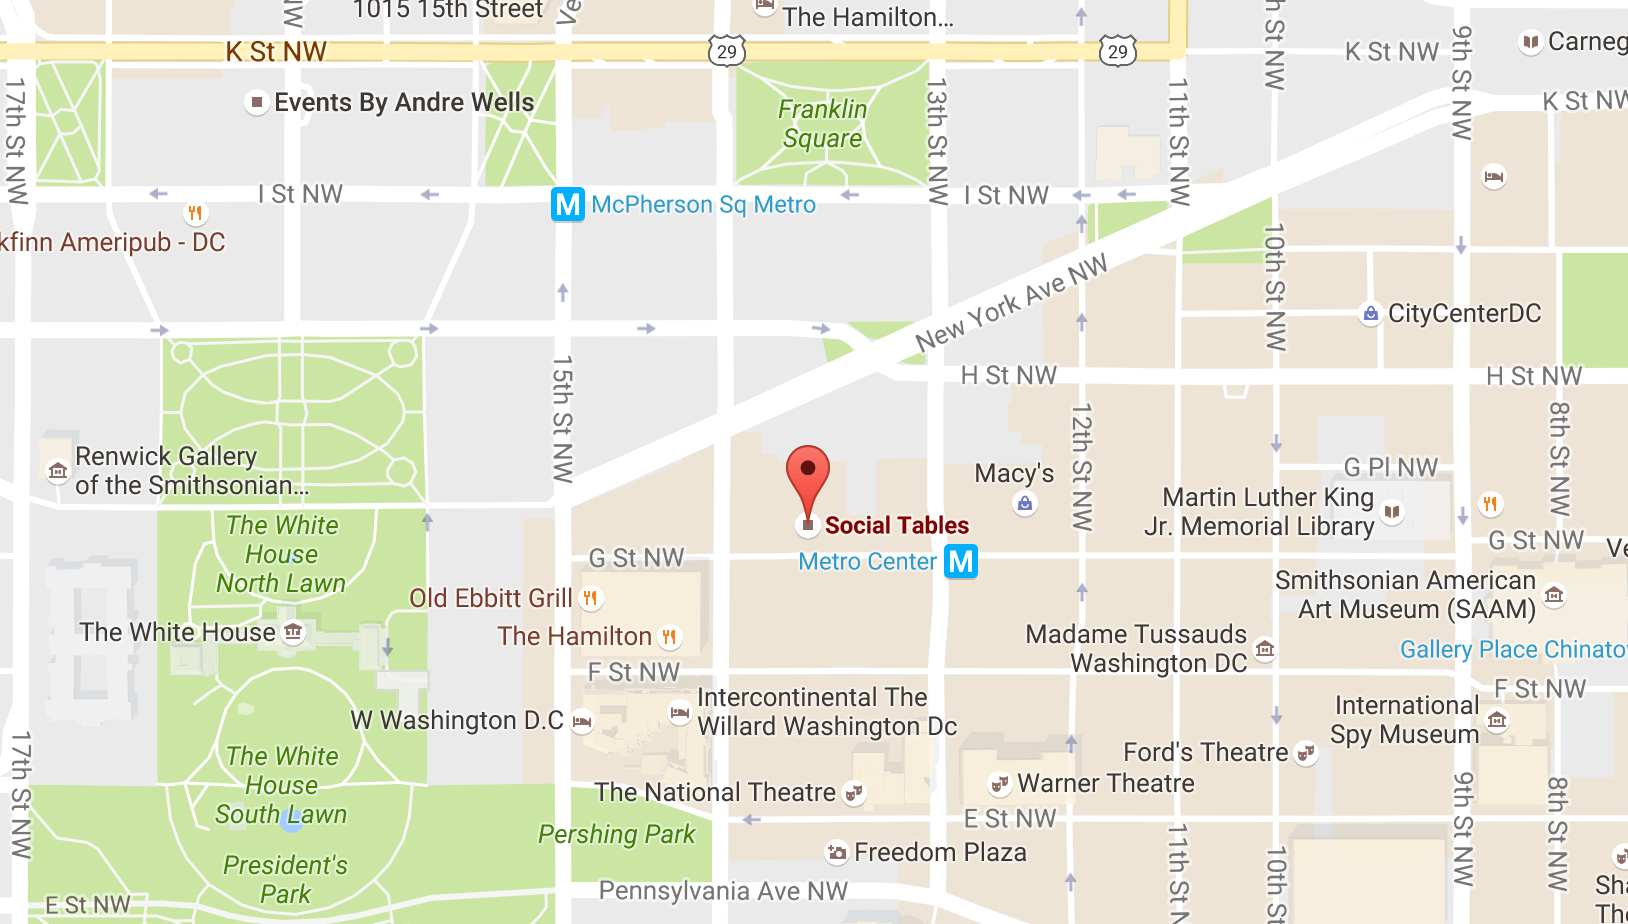 1015 15th Street
The Hamilton...
K St NW
29
29
K St NW
Carneg
K St NW
17th St NW
Events By Andre Wells
Franklin
Square
13th St NW
11th St NW
9th St NW
h St NW
NW
Ve
I St NW
McPherson Sq Metro
I St NW
kfinn Ameripub - DC
New York Ave NW
10th St NW
CityCenterDC
15th St NW
H St NW
H St NW
12th St NW
8th St NW
Renwick Gallery
of the Smithsonian...
Macy's
G Pl NW
Martin Luther King
Jr. Memorial Library
The White
House
North Lawn
Social Tables
G St NW
Metro Center
G St NW
Ve
Old Ebbitt Grill
Smithsonian American
Art Museum (SAAM)
The White House
The Hamilton
Madame Tussauds
Washington DC
Gallery Place Chinato
F St NW
F St NW
W Washington D.C
Intercontinental The
Willard Washington Dc
International
Spy Museum
17th St NW
The White
House
South Lawn
Ford's Theatre
The National Theatre
Warner Theatre
9th St NW
8th St NW
Pershing Park
E St NW
President's
Park
Freedom Plaza
11th St N
10th St
E St NW
Pennsylvania Ave NW
Sha
The